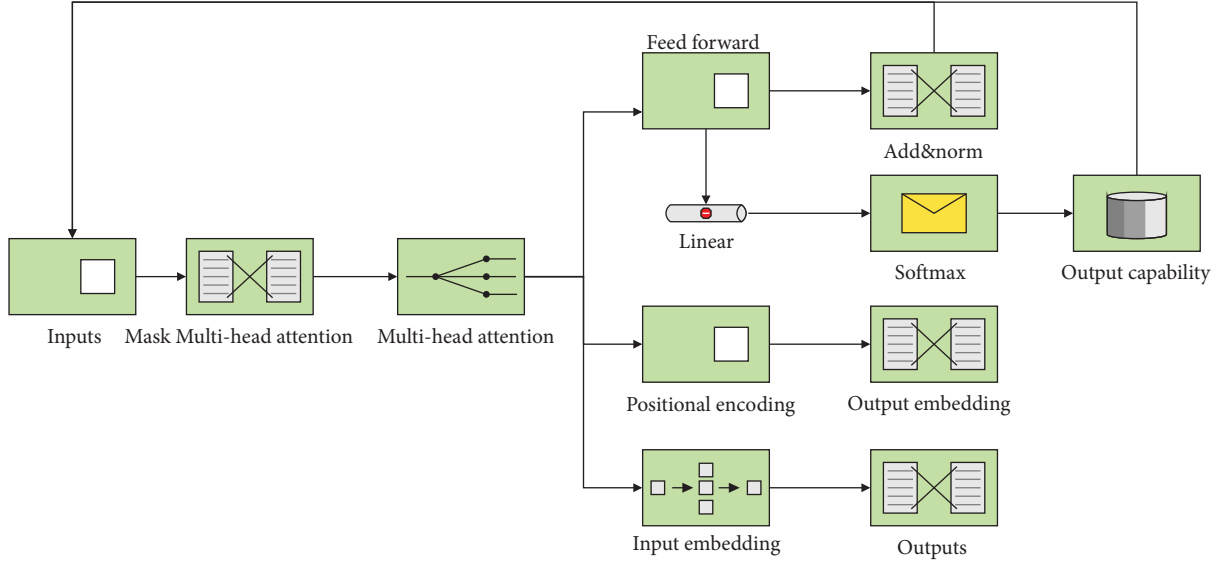 Feed forward
Add&norm
Linear
Softmax
Output capability
Inputs
Mask Multi-head attention
Multi-head attention
Positional encoding
Output embedding
Input embedding
Outputs